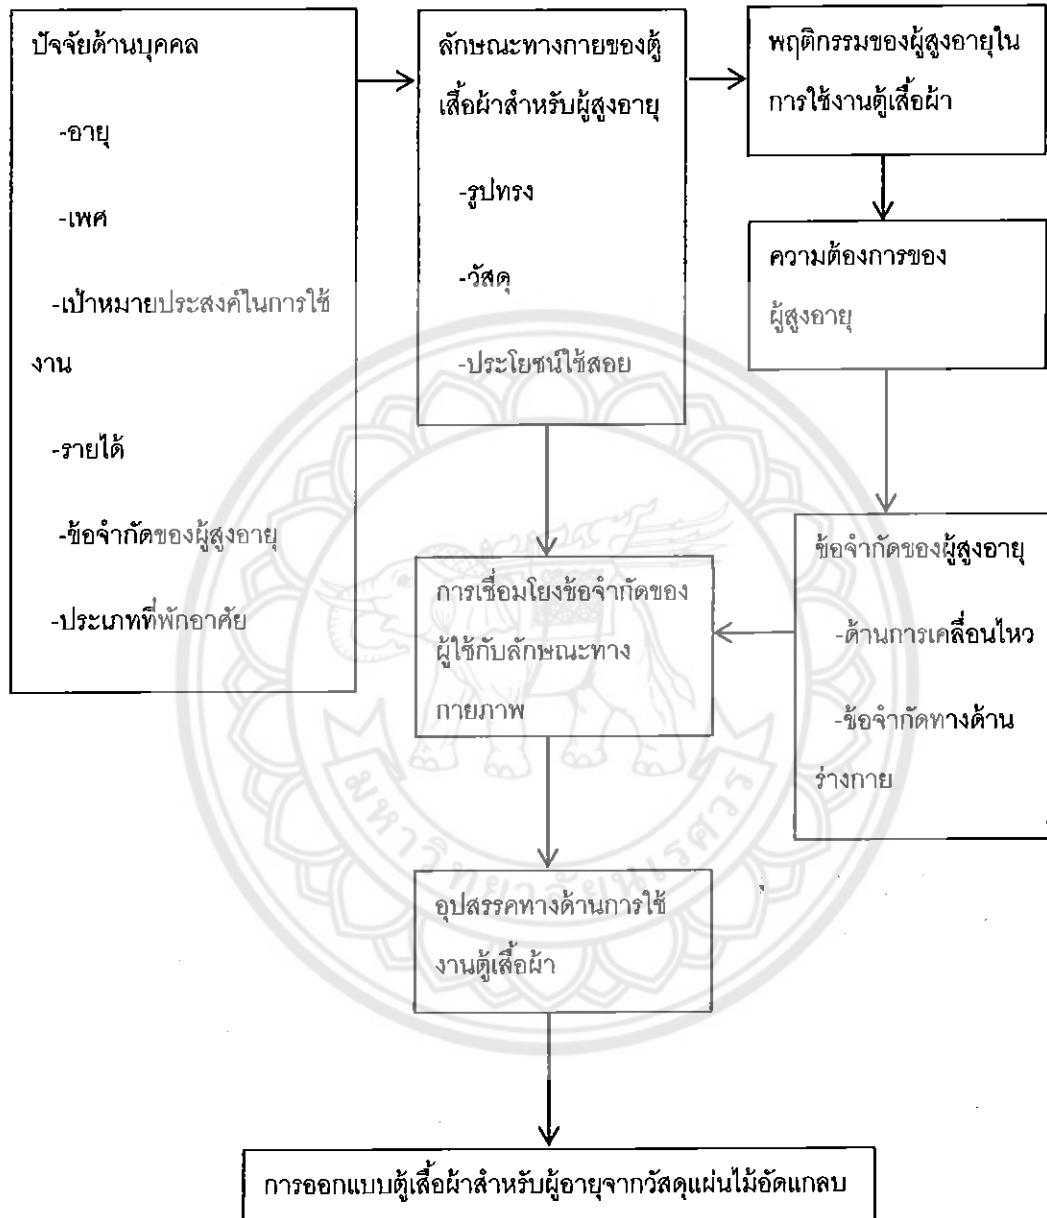 ปัจจัยด้านบุคคล
-อายุ
-เพศ
-เป้าหมายประสงค์ในการใช้
งาน
-รายได้
-ข้อจำกัดของผู้สูงอายุ
-ประเภทที่พักอาศัย
ลักษณะทางกายของตู้
เสื้อผ้าสำหรับผู้สูงอายุ
-รูปทรง
-วัสดุ
-ประโยชน์ใช้สอย
พฤติกรรมของผู้สูงอายุใน
การใช้งานตู้เสื้อผ้า
ความต้องการของ
ผู้สูงอายุ
ข้อจำกัดของผู้สูงอายุ
-ด้านการเคลื่อนไหว
-ข้อจำกัดทางด้าน
ร่างกาย
การเชื่อมโยงข้อจำกัดของ
ผู้ใช้กับลักษณะทาง
กายภาพ
อุปสรรคทางด้านการใช้
งานตู้เสื้อผ้า
การออกแบบตู้เสื้อผ้าสำหรับผู้อายุจากวัสดุแผ่นไม้อัดแกลบ
มหาวิทยาลัยนเรศวร